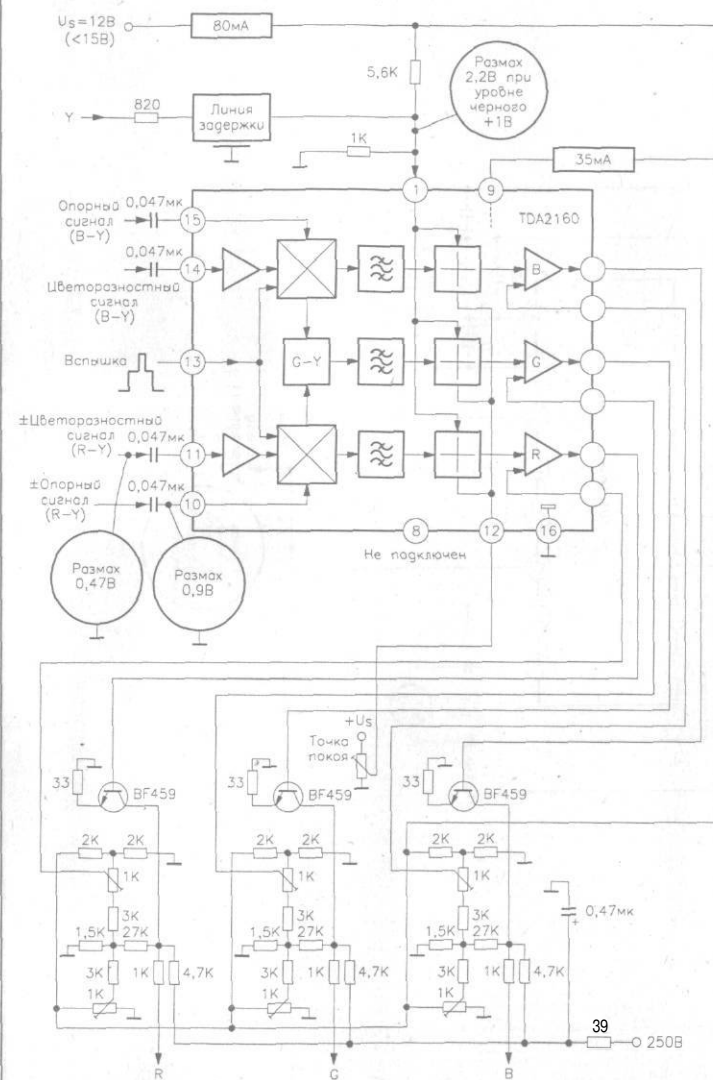 Us=12В
(<15В)
80мА
5,6К
Размах
2,2В при
уровне
черного
+1В
Y
820
Линия
задержки
1К
35мА
1
9
TDA2160
Опорный
сигнал
(B-Y)
0,047мк
15
0,047мк
14
Цветоразностный
сигнал
(B-Y)
B
Вспышка
13
G-Y
G
±Цветоразностный
сигнал
(R-Y)
0,047мк
11
R
±Опорный
сигнал
(R-Y)
0,047мк
10
8
12
16
Не подключен
Размах
0,47В
Размах
0,9В
+Us
Точка
покоя
33
BF459
33
BF459
33
BF459
2К
2К
2К
2К
2К
2К
1К
1К
1К
3К
3К
3К
0,47мк
+
1,5К
27К
1,5К
27К
1,5К
27К
3К
1К
4,7К
3К
1К
4,7К
3К
1К
4,7К
1К
1К
1К
39
250В
R
G
B